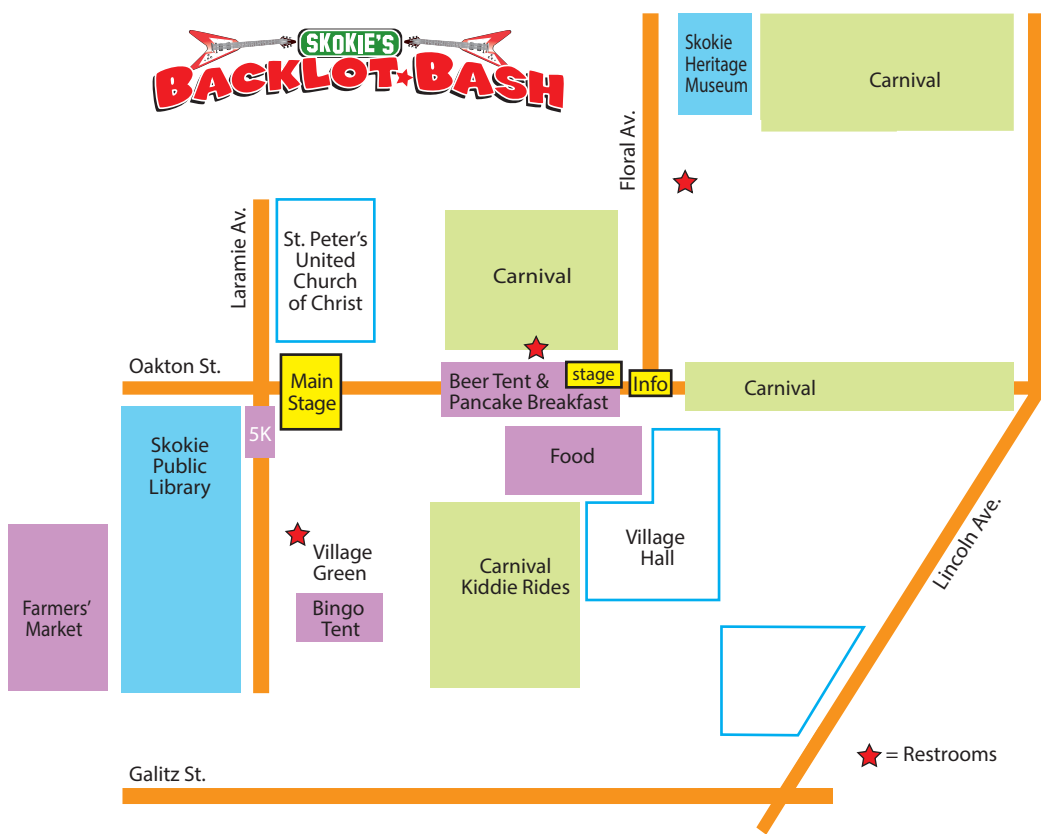 SKOKIE'S
BACKLOT BASH
Skokie
Heritage
Museum
Carnival
Floral Av.
Laramie Av.
St. Peter's
United
Church
of Christ
Carnival
Oakton St.
Main
Stage
Beer Tent &
Pancake Breakfast
stage
Info
Carnival
5K
Skokie
Public
Library
Food
Village
Hall
Lincoln Ave.
Village
Green
Carnival
Kiddie Rides
Farmers'
Market
Bingo
Tent
= Restrooms
Galitz St.